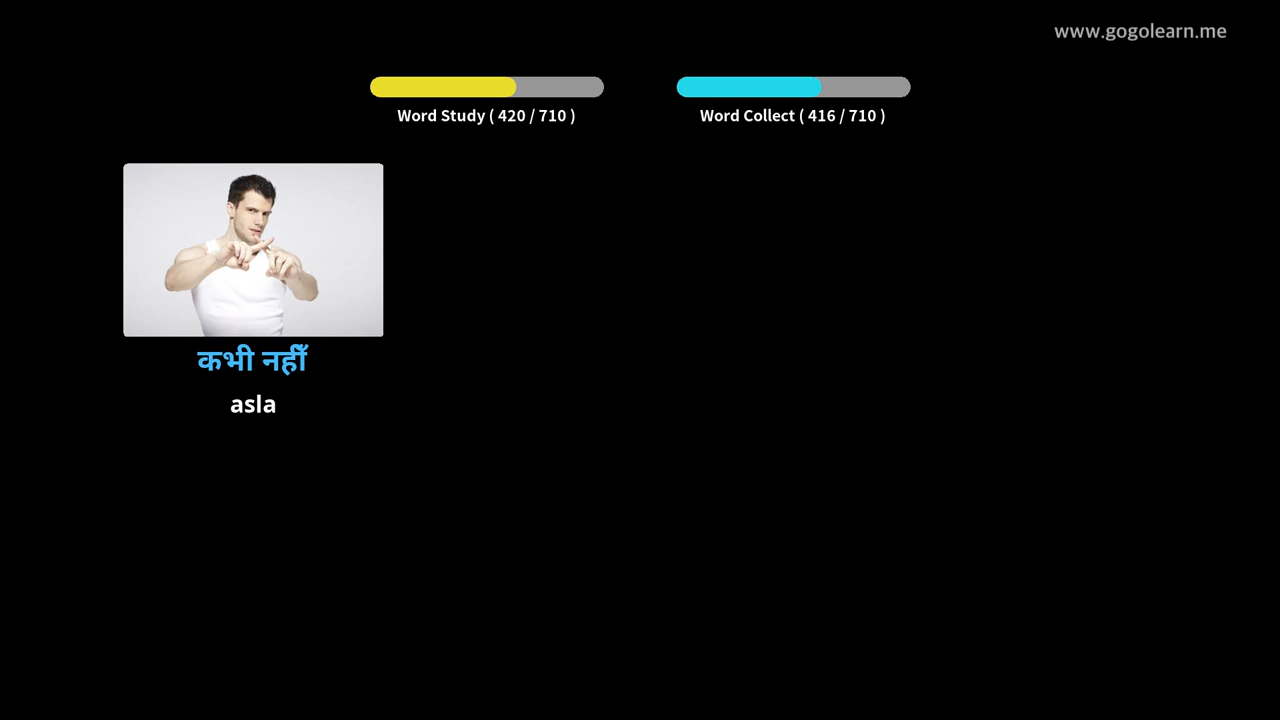 www.gogolearn.me
Word Study ( 420 / 710 )
Word Collect ( 416 / 710 )
कभी नहीँ
asla